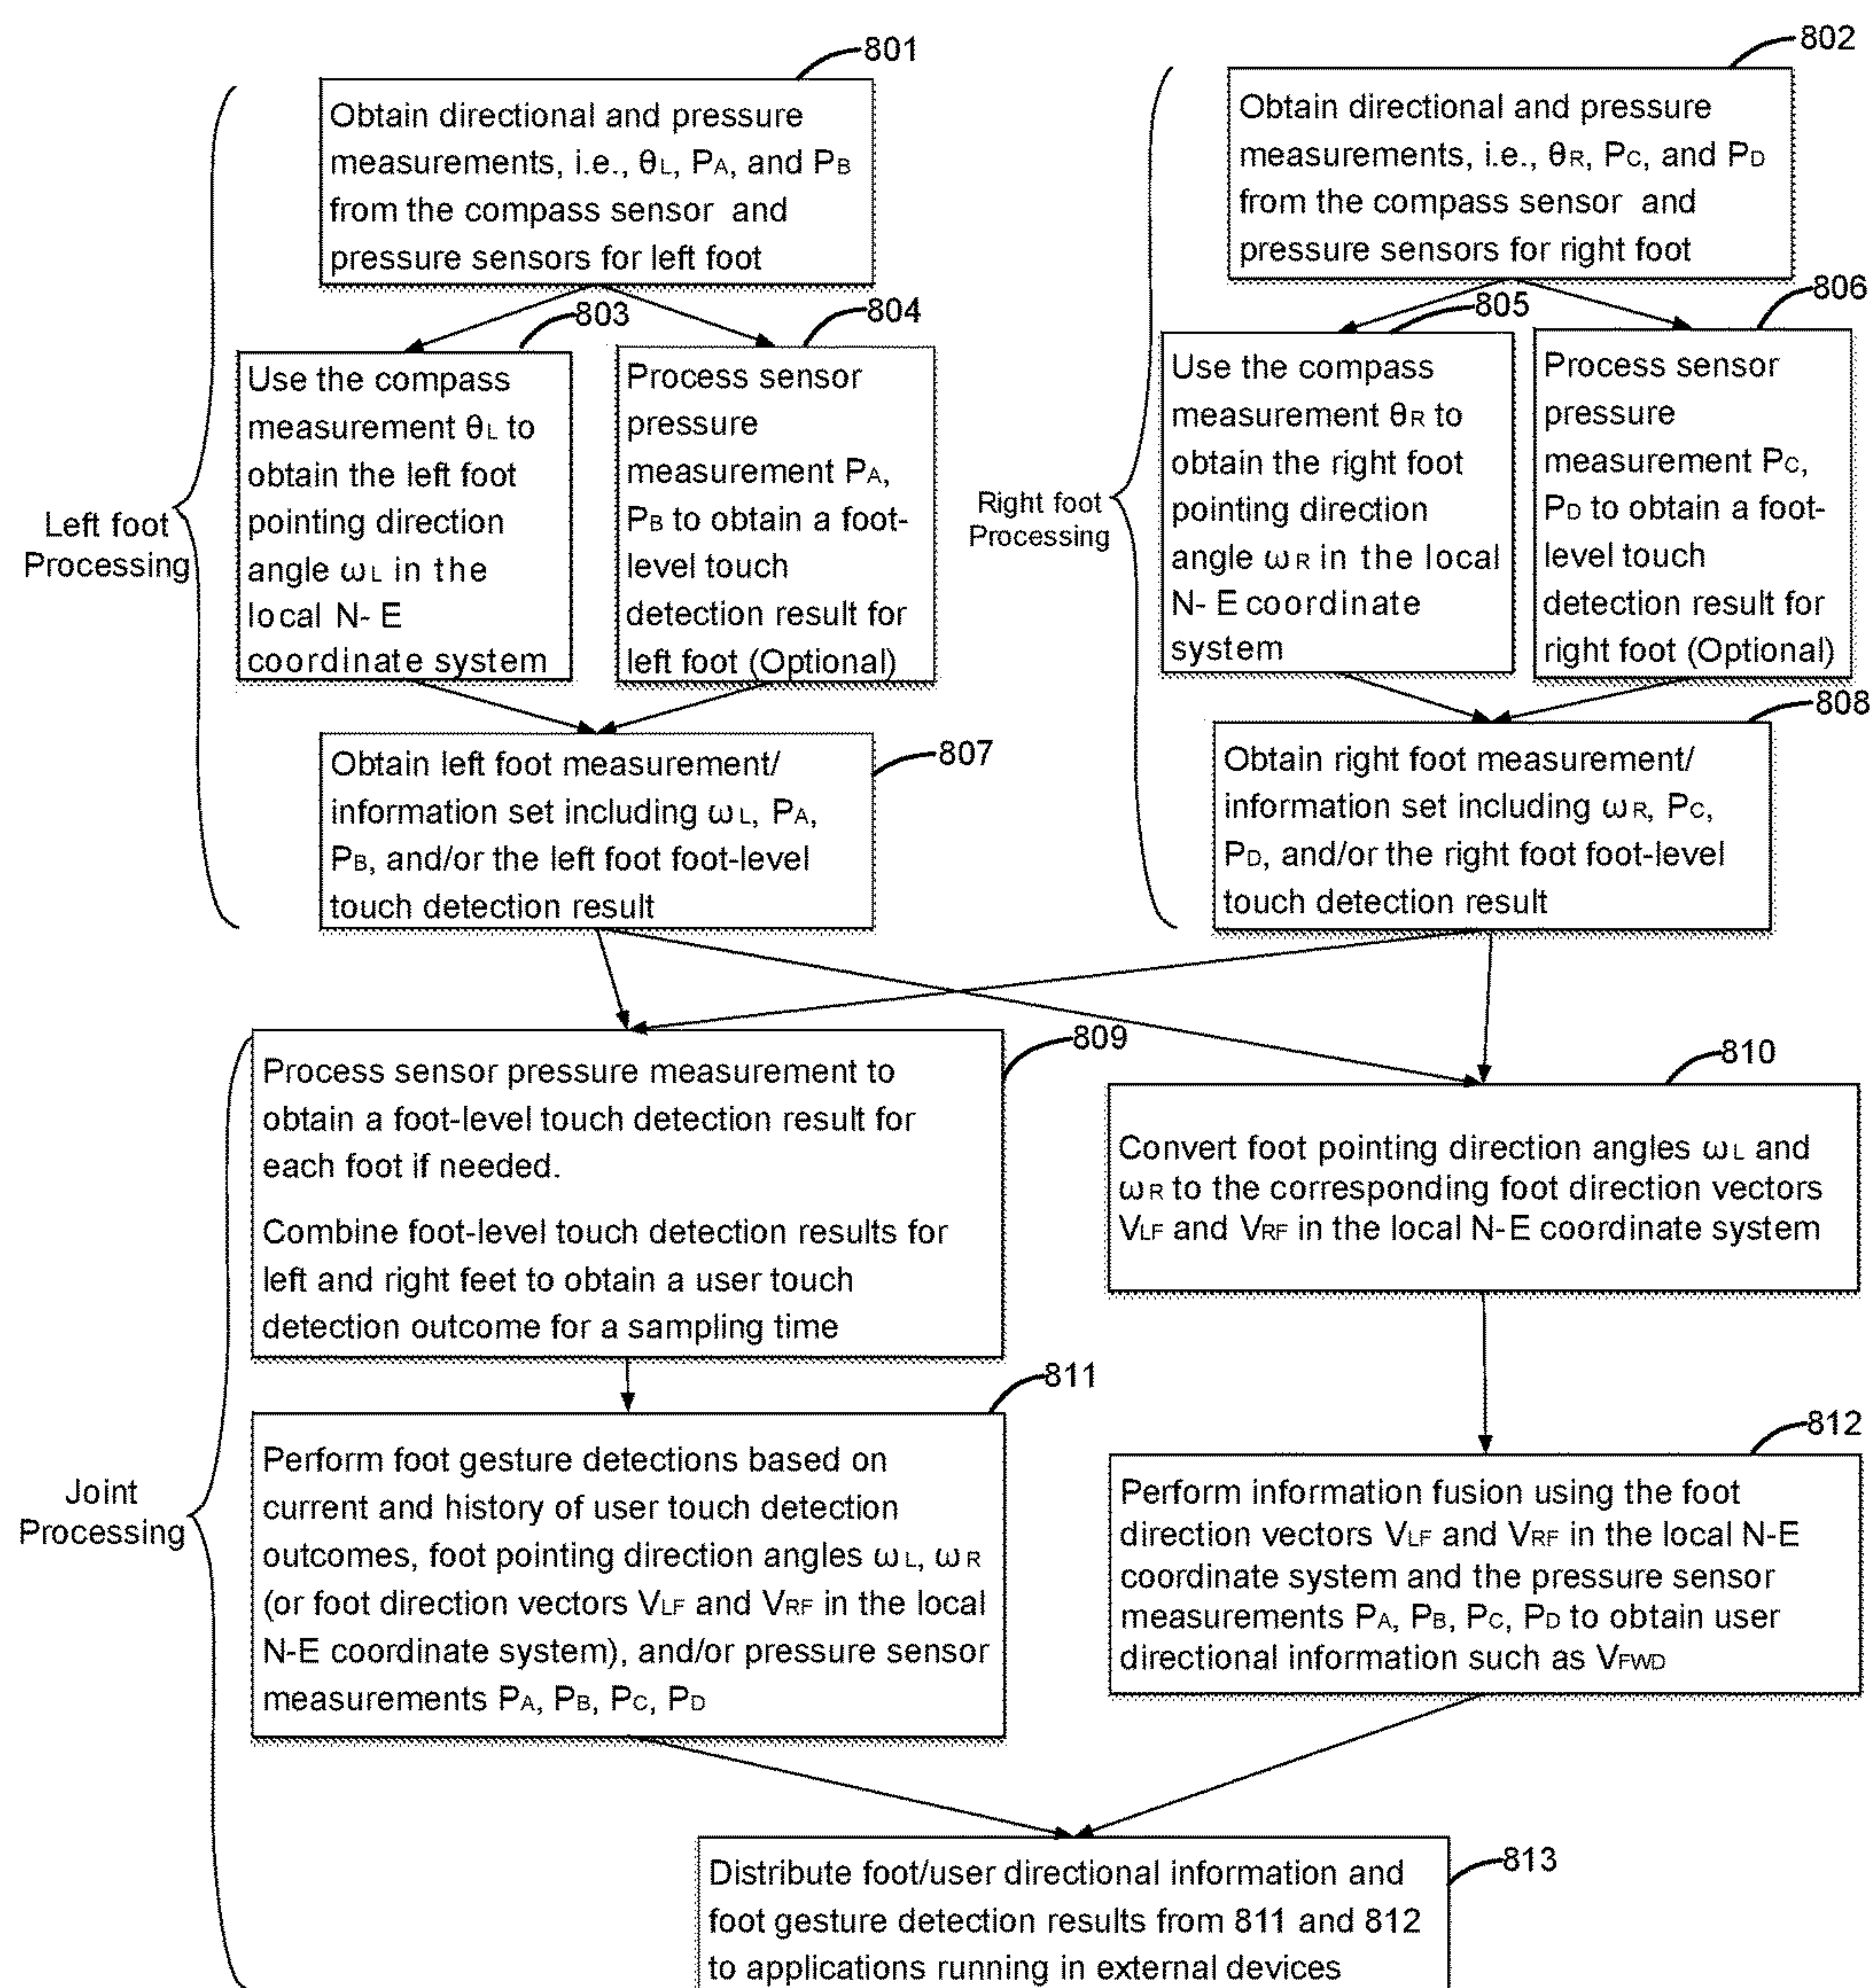 801
Obtain directional and pressure
measurements, i.e., θL, PA, and PB
from the compass sensor and
pressure sensors for left foot
802
Obtain directional and pressure
measurements, i.e., θR, PC, and PD
from the compass sensor and
pressure sensors for right foot
Left foot
Processing
803
Use the compass
measurement θL to
obtain the left foot
pointing direction
angle ωL in the
local N- E
coordinate system
804
Process sensor
pressure
measurement PA,
PB to obtain a foot-
level touch
detection result for
left foot (Optional)
Right foot
Processing
805
Use the compass
measurement θR to
obtain the right foot
pointing direction
angle ωR in the local
N- E coordinate
system
806
Process sensor
pressure
measurement PC,
PD to obtain a foot-
level touch
detection result for
right foot (Optional)
807
Obtain left foot measurement/
information set including ωL, PA,
PB, and/or the left foot foot-level
touch detection result
808
Obtain right foot measurement/
information set including ωR, PC,
PD, and/or the right foot foot-level
touch detection result
Joint
Processing
809
Process sensor pressure measurement to
obtain a foot-level touch detection result for
each foot if needed.
Combine foot-level touch detection results for
left and right feet to obtain a user touch
detection outcome for a sampling time
810
Convert foot pointing direction angles ωL and
ωR to the corresponding foot direction vectors
VLF and VRF in the local N-E coordinate system
811
Perform foot gesture detections based on
current and history of user touch detection
outcomes, foot pointing direction angles ωL, ωR
(or foot direction vectors VLF and VRF in the local
N-E coordinate system), and/or pressure sensor
measurements PA, PB, PC, PD
812
Perform information fusion using the foot
direction vectors VLF and VRF in the local N-E
coordinate system and the pressure sensor
measurements PA, PB, PC, PD to obtain user
directional information such as VFWD
813
Distribute foot/user directional information and
foot gesture detection results from 811 and 812
to applications running in external devices